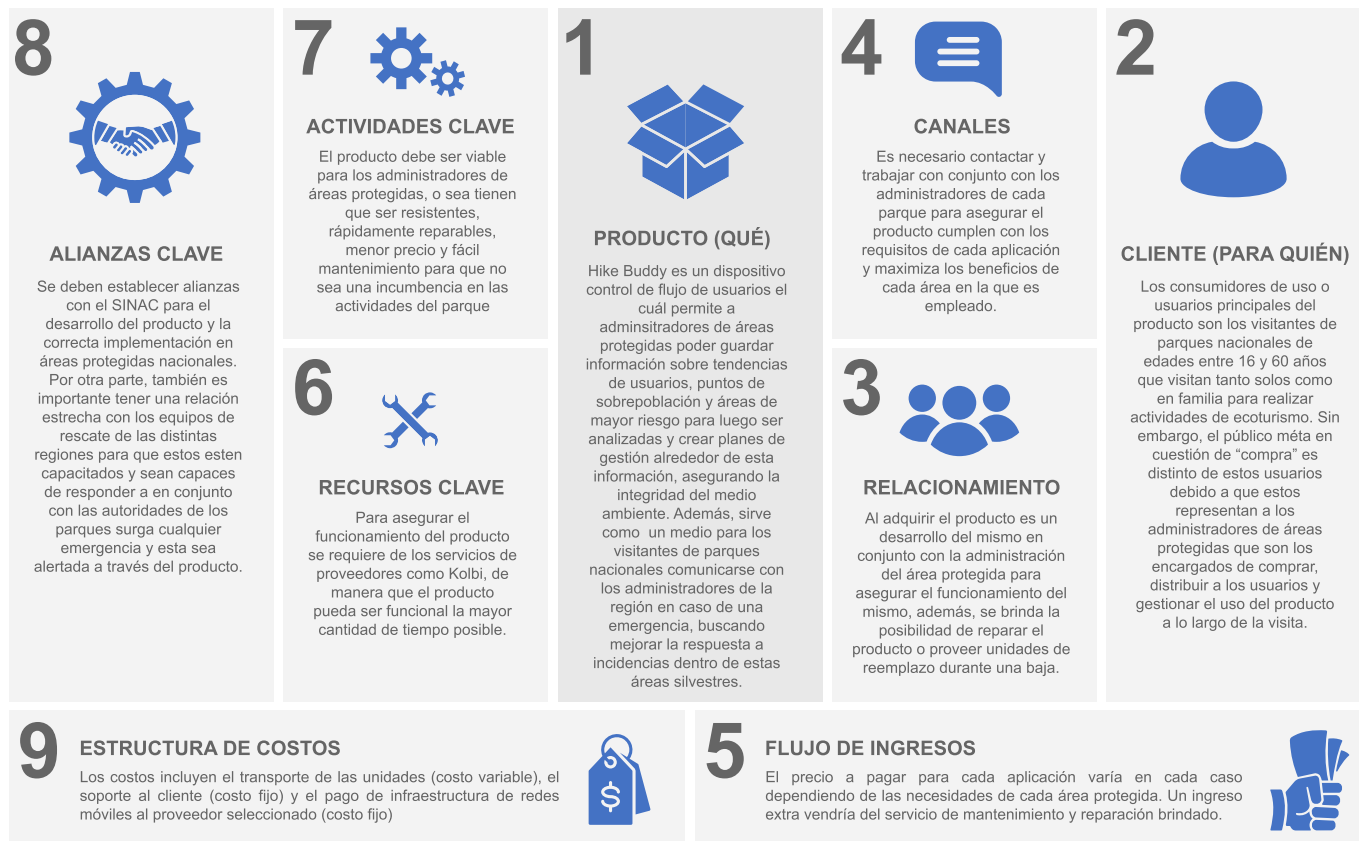 8
ALIANZAS CLAVE
Se deben establecer alianzas
con el SINAC para el
desarrollo del producto y la
correcta implementación en
áreas protegidas nacionales.
Por otra parte, también es
importante tener una relación
estrecha con los equipos de
rescate de las distintas
regiones para que estos esten
capacitados y sean capaces
de responder a en conjunto
con las autoridades de los
parques surga cualquier
emergencia y esta sea
alertada a través del producto.
7
ACTIVIDADES CLAVE
El producto debe ser viable
para los administradores de
áreas protegidas, o sea tienen
que ser resistentes,
rápidamente reparables,
menor precio y fácil
mantenimiento para que no
sea una incumbencia en las
actividades del parque
6
RECURSOS CLAVE
Para asegurar el
funcionamiento del producto
se requiere de los servicios de
proveedores como Kolbi, de
manera que el producto
pueda ser funcional la mayor
cantidad de tiempo posible.
1
PRODUCTO (QUÉ)
Hike Buddy es un dispositivo
control de flujo de usuarios el
cuál permite a
adminsitradores de áreas
protegidas poder guardar
información sobre tendencias
de usuarios, puntos de
sobrepoblación y áreas de
mayor riesgo para luego ser
analizadas y crear planes de
gestión alrededor de esta
información, asegurando la
integridad del medio
ambiente. Además, sirve
como un medio para los
visitantes de parques
nacionales comunicarse con
los administradores de la
región en caso de una
emergencia, buscando
mejorar la respuesta a
incidencias dentro de estas
áreas silvestres.
4
CANALES
Es necesario contactar y
trabajar con conjunto con los
administradores de cada
parque para asegurar el
producto cumplen con los
requisitos de cada aplicación
y maximiza los beneficios de
cada área en la que es
empleado.
3
RELACIONAMIENTO
Al adquirir el producto es un
desarrollo del mismo en
conjunto con la administración
del área protegida para
asegurar el funcionamiento del
mismo, además, se brinda la
posibilidad de reparar el
producto o proveer unidades de
reemplazo durante una baja.
2
CLIENTE (PARA QUIÉN)
Los consumidores de uso o
usuarios principales del
producto son los visitantes de
parques nacionales de
edades entre 16 y 60 años
que visitan tanto solos como
en familia para realizar
actividades de ecoturismo. Sin
embargo, el público méta en
cuestión de “compra” es
distinto de estos usuarios
debido a que estos
representan a los
administradores de áreas
protegidas que son los
encargados de comprar,
distribuir a los usuarios y
gestionar el uso del producto
a lo largo de la visita.
9
ESTRUCTURA DE COSTOS
Los costos incluyen el transporte de las unidades (costo variable), el
soporte al cliente (costo fijo) y el pago de infraestructura de redes
móviles al proveedor seleccionado (costo fijo)
$
5
FLUJO DE INGRESOS
El precio a pagar para cada aplicación varía en cada caso
dependiendo de las necesidades de cada área protegida. Un ingreso
extra vendría del servicio de mantenimiento y reparación brindado.